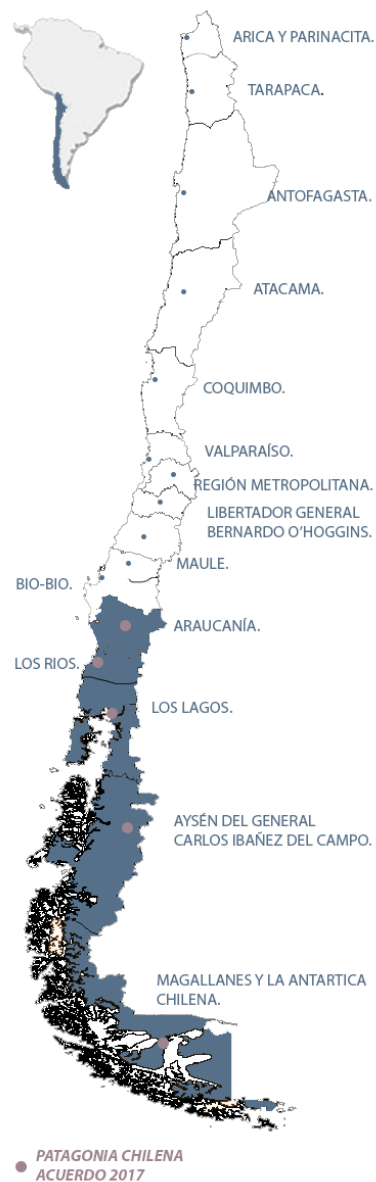 ARICA Y PARINACITA.
TARAPACA.
ANTOFAGASTA.
ATACAMA.
COQUIMBO.
VALPARAÍSO.
REGIÓN METROPOLITANA.
LIBERTADOR GENERAL
BERNARDO O'HOGGINS.
MAULE.
BIO-BIO.
ARAUCANÍA.
LOS RIOS.
LOS LAGOS.
AYSÉN DEL GENERAL
CARLOS IBAÑEZ DEL CAMPO.
MAGALLANES Y LA ANTARTICA
CHILENA.
PATAGONIA CHILENA
ACUERDO 2017